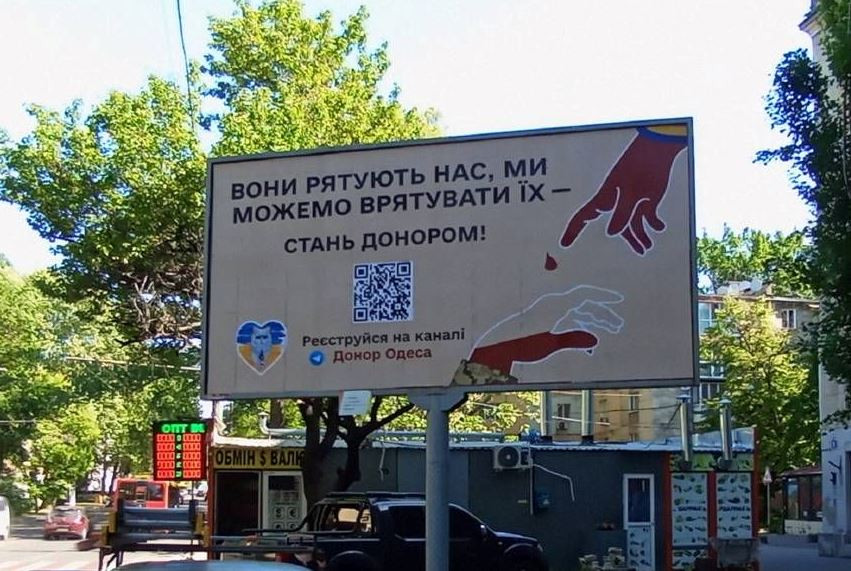 ВОНИ РЯТУЮТЬ НАС, МИ
МОЖЕМО ВРЯТУВАТИ ЇХ —
СТАНЬ ДОНОРОМ!
Реєструйся на каналі
Донор Одеса
ОПТ
ОБМІН $ ВАЛЮ